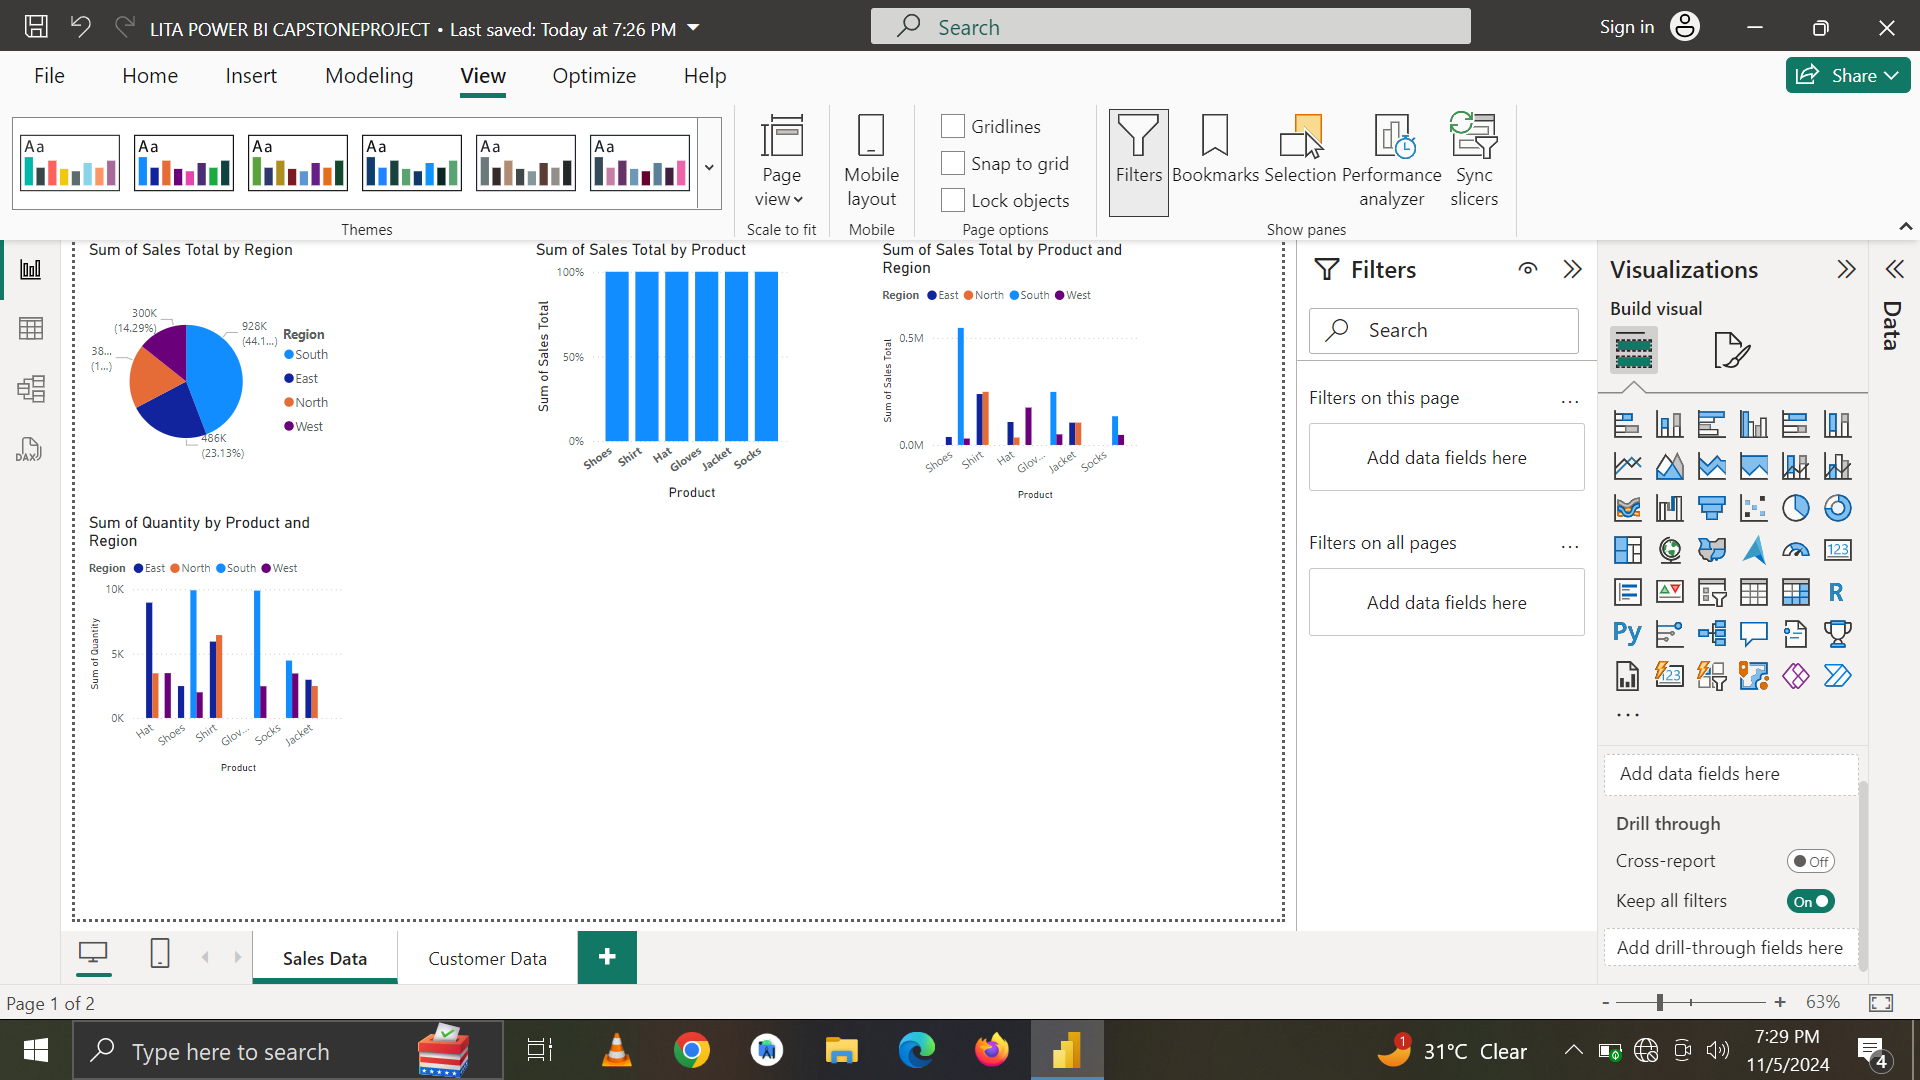 LITA POWER BI CAPSTONEPROJECT • Last saved: Today at 7:26 PM
Search
Sign in
File Home Insert Modeling View Optimize Help
Share
Aa Aa Aa Aa Aa Aa
Page view
Mobile layout
Gridlines
Snap to grid
Lock objects
Filters
Bookmarks
Selection
Performance analyzer
Sync slicers
Themes
Scale to fit
Mobile
Page options
Show panes
Sum of Sales Total by Region
300K
(14.29%)
928K
(44.1...)
38...
(1...)
486K
(23.13%)
Region
South
East
North
West
Sum of Sales Total by Product
Sum of Sales Total
100%
50%
0%
Shoes Shirt Hat Gloves Jacket Socks
Product
Sum of Sales Total by Product and
Region
Region East North South West
Sum of Sales Total
0.5M
0.0M
Shoes Shirt Hat Glov... Jacket Socks
Product
Sum of Quantity by Product and
Region
Region East North South West
Sum of Quantity
10K
5K
0K
Hat Shoes Shirt Glov... Socks Jacket
Product
Filters
Search
Filters on this page ...
Add data fields here
Filters on all pages ...
Add data fields here
Visualizations
Build visual
123
R
Py
123
...
Add data fields here
Drill through
Cross-report Off
Keep all filters On
Add drill-through fields here
Data
DAX
Sales Data
Customer Data
+
Page 1 of 2
- + 63%
Type here to search
1
31°C Clear
7:29 PM
11/5/2024
4